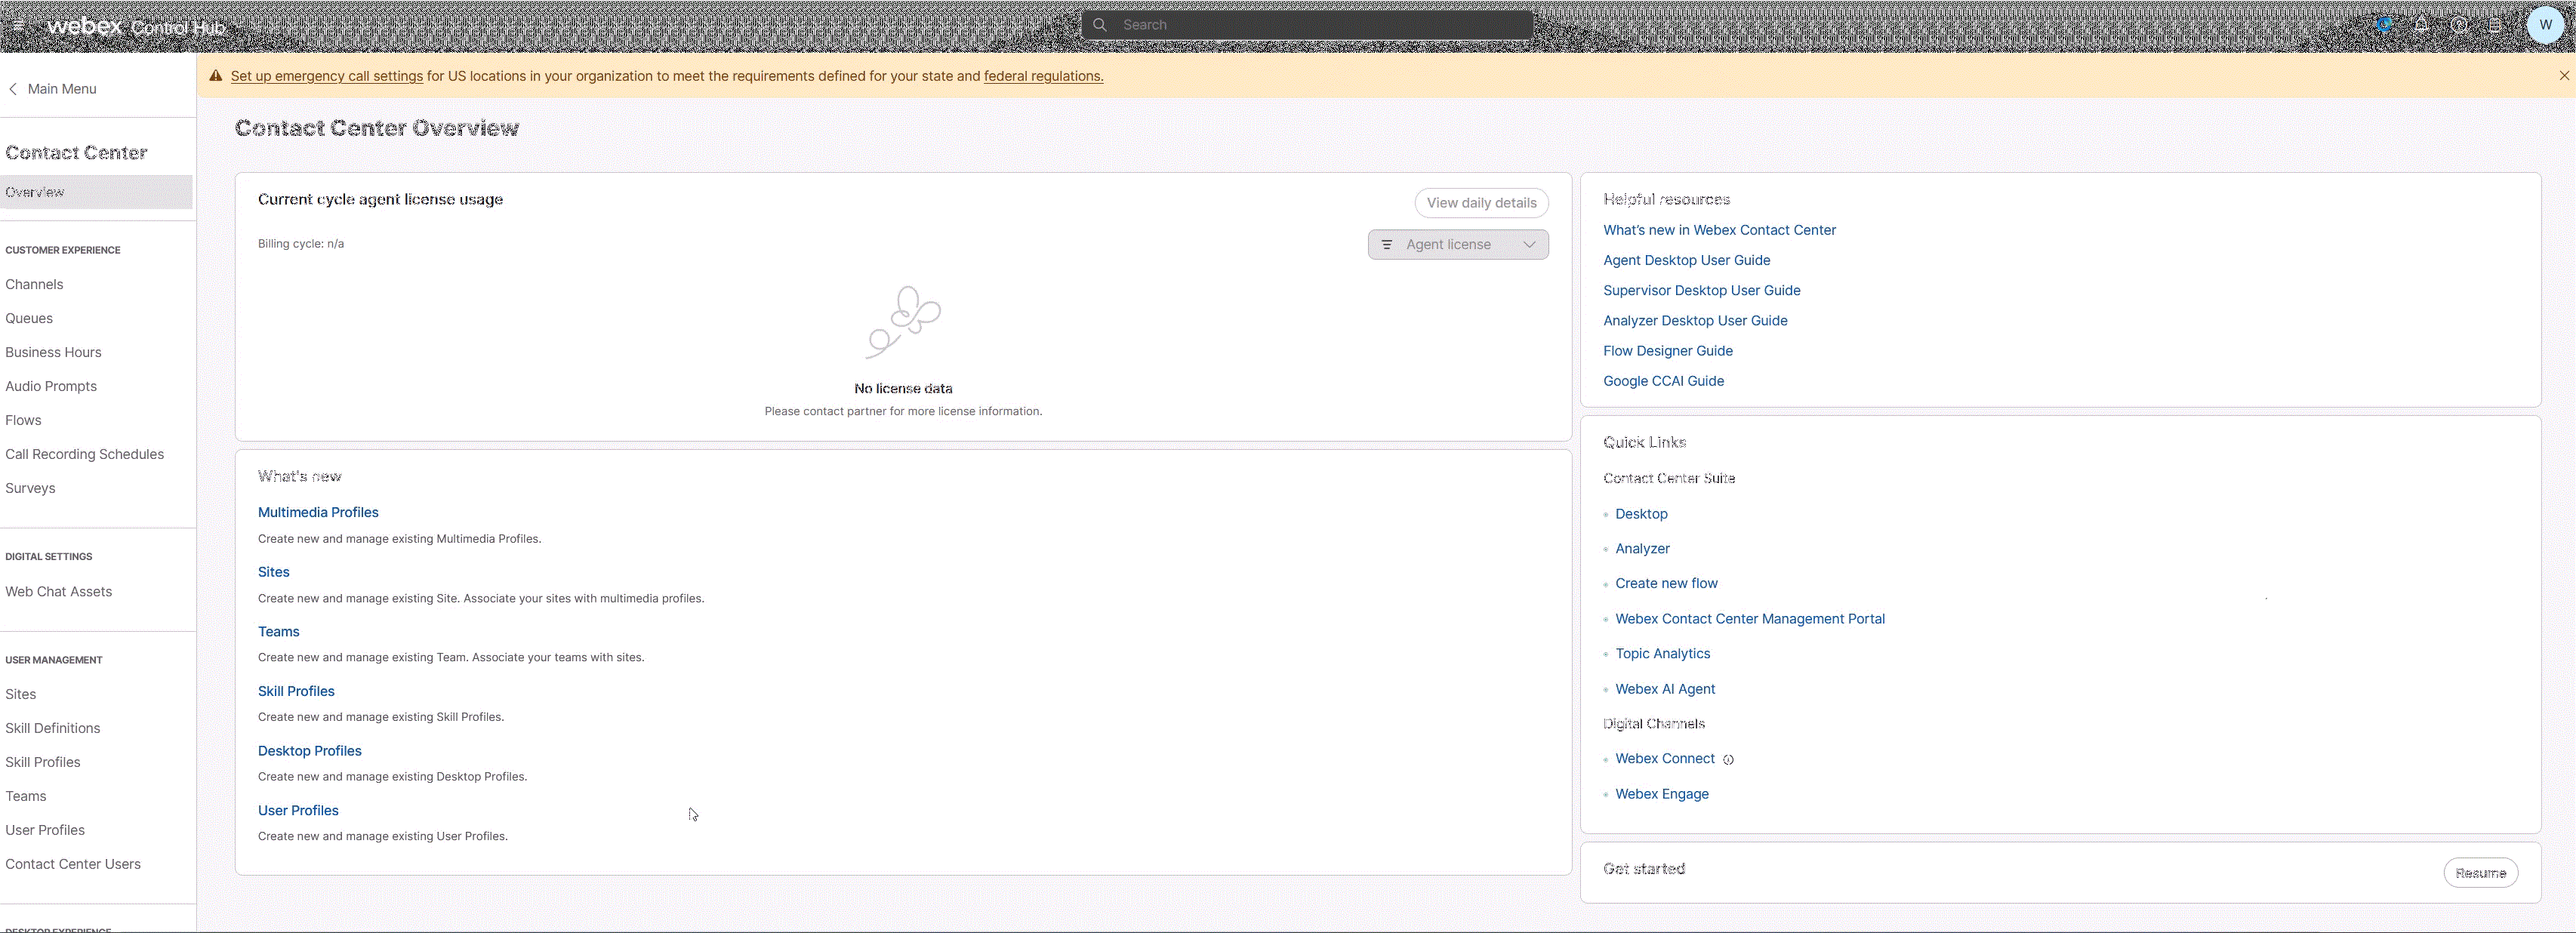 webex Control Hub
Search
W
Set up emergency call settings for US locations in your organization to meet the requirements defined for your state and federal regulations.
Main Menu
Contact Center
Overview
CUSTOMER EXPERIENCE
Channels
Queues
Business Hours
Audio Prompts
Flows
Call Recording Schedules
Surveys
DIGITAL SETTINGS
Web Chat Assets
USER MANAGEMENT
Sites
Skill Definitions
Skill Profiles
Teams
User Profiles
Contact Center Users
DESKTOP EXPERIENCE
Contact Center Overview
Current cycle agent license usage
View daily details
Billing cycle: n/a
Agent license
No license data
Please contact partner for more license information.
What's new
Multimedia Profiles
Create new and manage existing Multimedia Profiles.
Sites
Create new and manage existing Site. Associate your sites with multimedia profiles.
Teams
Create new and manage existing Team. Associate your teams with sites.
Skill Profiles
Create new and manage existing Skill Profiles.
Desktop Profiles
Create new and manage existing Desktop Profiles.
User Profiles
Create new and manage existing User Profiles.
Helpful resources
What's new in Webex Contact Center
Agent Desktop User Guide
Supervisor Desktop User Guide
Analyzer Desktop User Guide
Flow Designer Guide
Google CCAI Guide
Quick Links
Contact Center Suite
Desktop
Analyzer
Create new flow
Webex Contact Center Management Portal
Topic Analytics
Webex AI Agent
Digital Channels
Webex Connect
Webex Engage
Get started
Resume